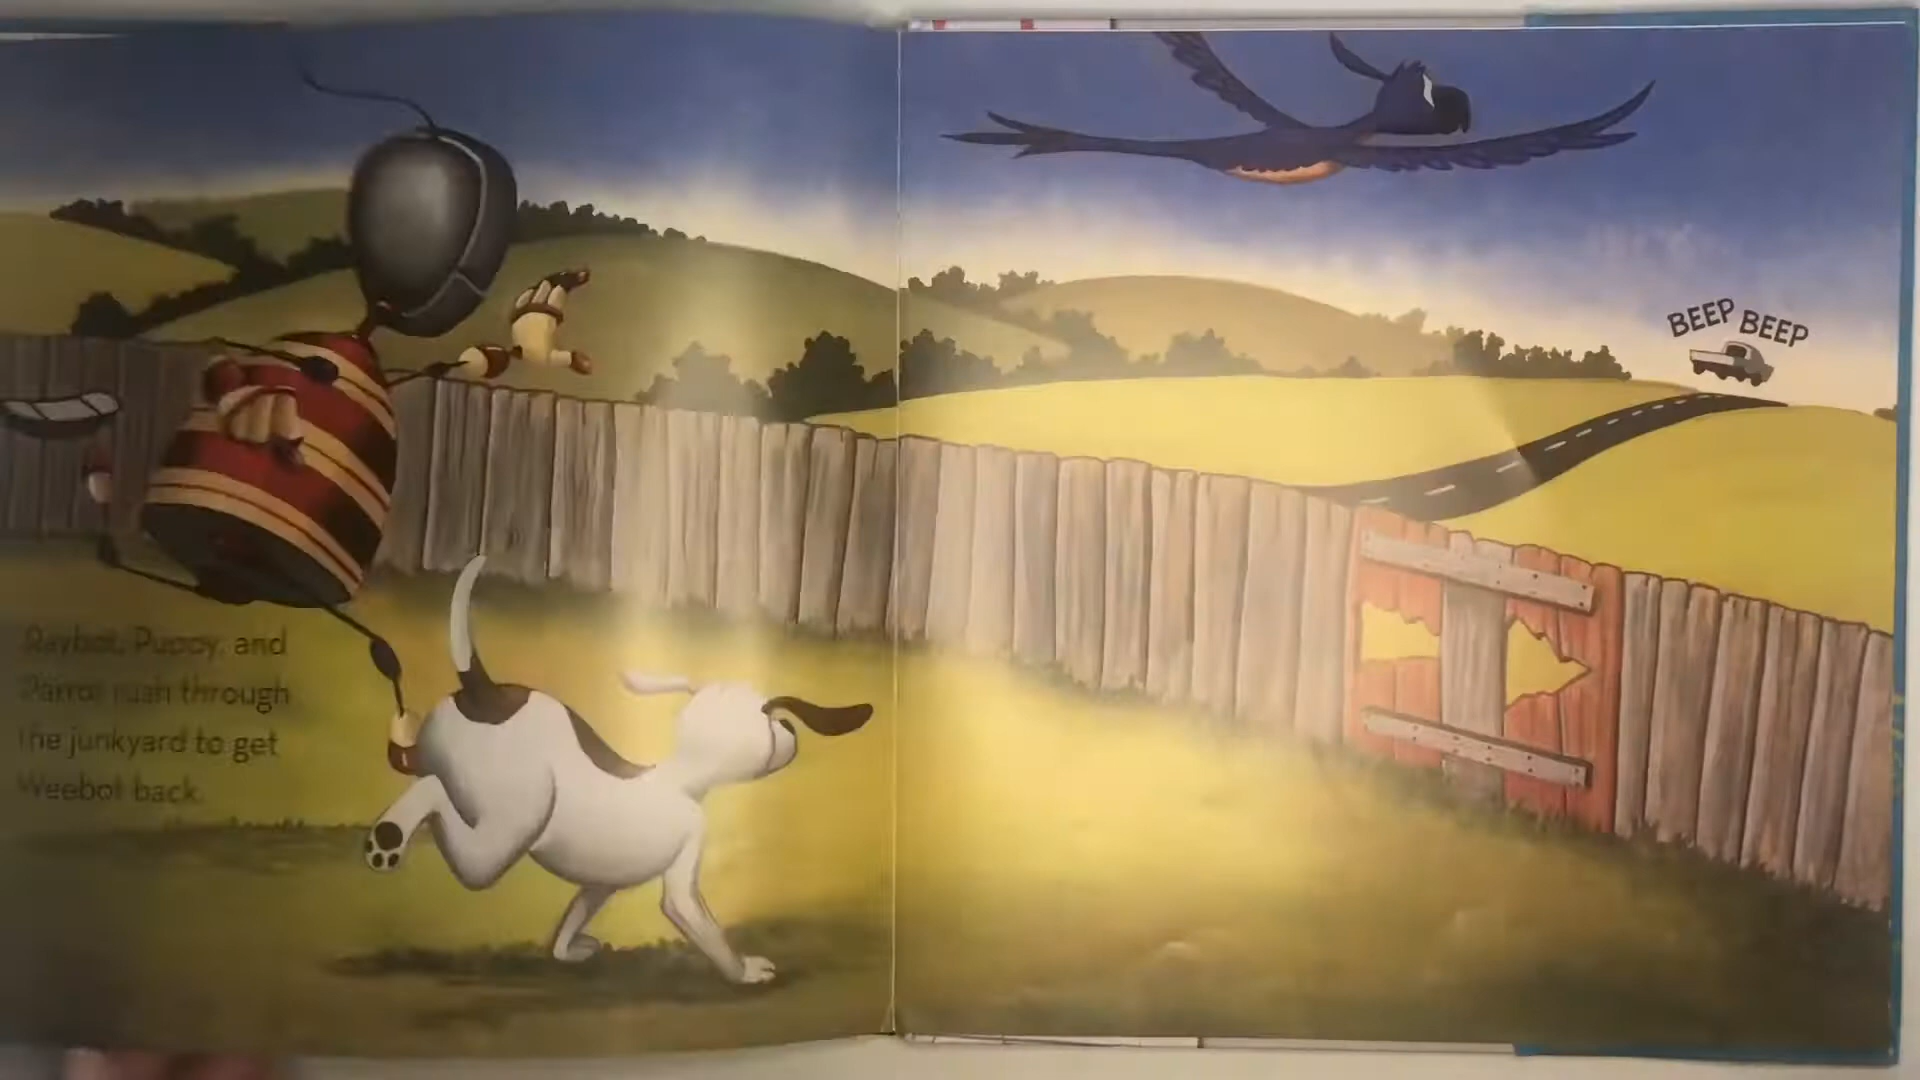 Raybot, Puppy, and
Parrot rush through
the junkyard to get
Weebot back.
BEEP BEEP